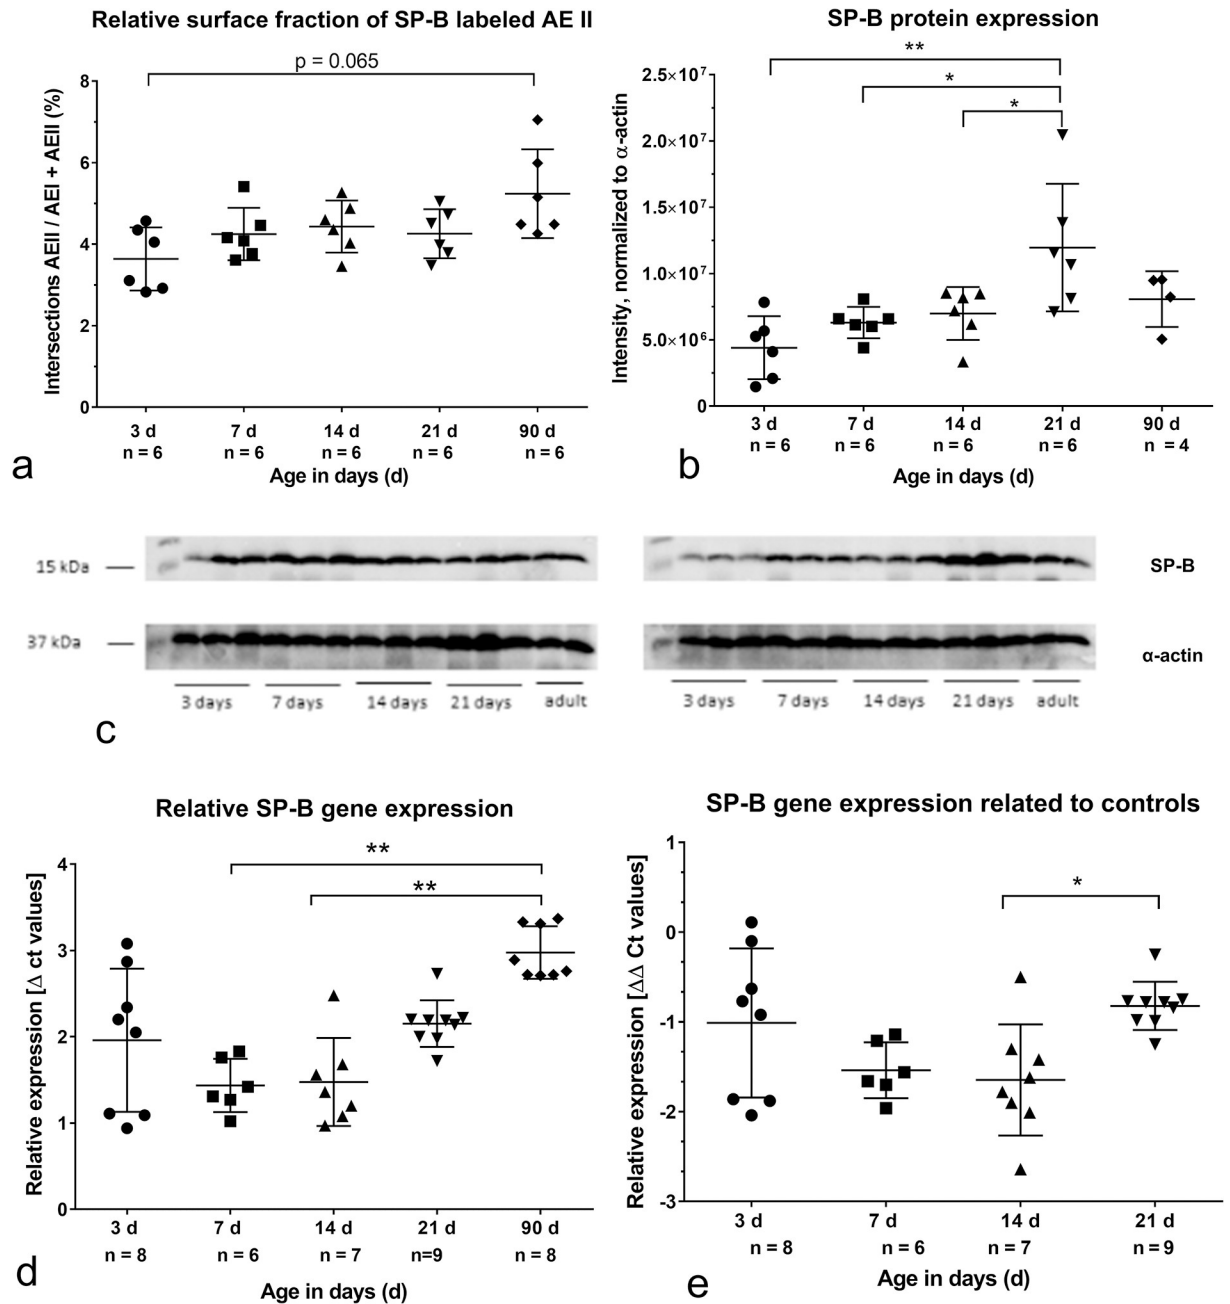 Relative surface fraction of SP-B labeled AE II
p = 0.065
Intersections AEII / AEI + AEII (%)
8
6
4
2
0
3 d
7 d
14 d
21 d
90 d
n = 6
n = 6
n = 6
n = 6
n = 6
Age in days (d)
a
SP-B protein expression
**
*
*
Intensity, normalized to α-actin
2.5×10⁷
2.0×10⁷
1.5×10⁷
1.0×10⁷
5.0×10⁶
0
3 d
7 d
14 d
21 d
90 d
n = 6
n = 6
n = 6
n = 6
n = 4
Age in days (d)
b
15 kDa
SP-B
37 kDa
α-actin
3 days
7 days
14 days
21 days
adult
3 days
7 days
14 days
21 days
adult
c
Relative SP-B gene expression
**
**
Relative expression [Δ ct values]
4
3
2
1
0
3 d
7 d
14 d
21 d
90 d
n = 8
n = 6
n = 7
n=9
n = 8
Age in days (d)
d
SP-B gene expression related to controls
*
Relative expression [ΔΔ Ct values]
1
0
-1
-2
-3
3 d
7 d
14 d
21 d
n = 8
n = 6
n = 7
n=9
Age in days (d)
e